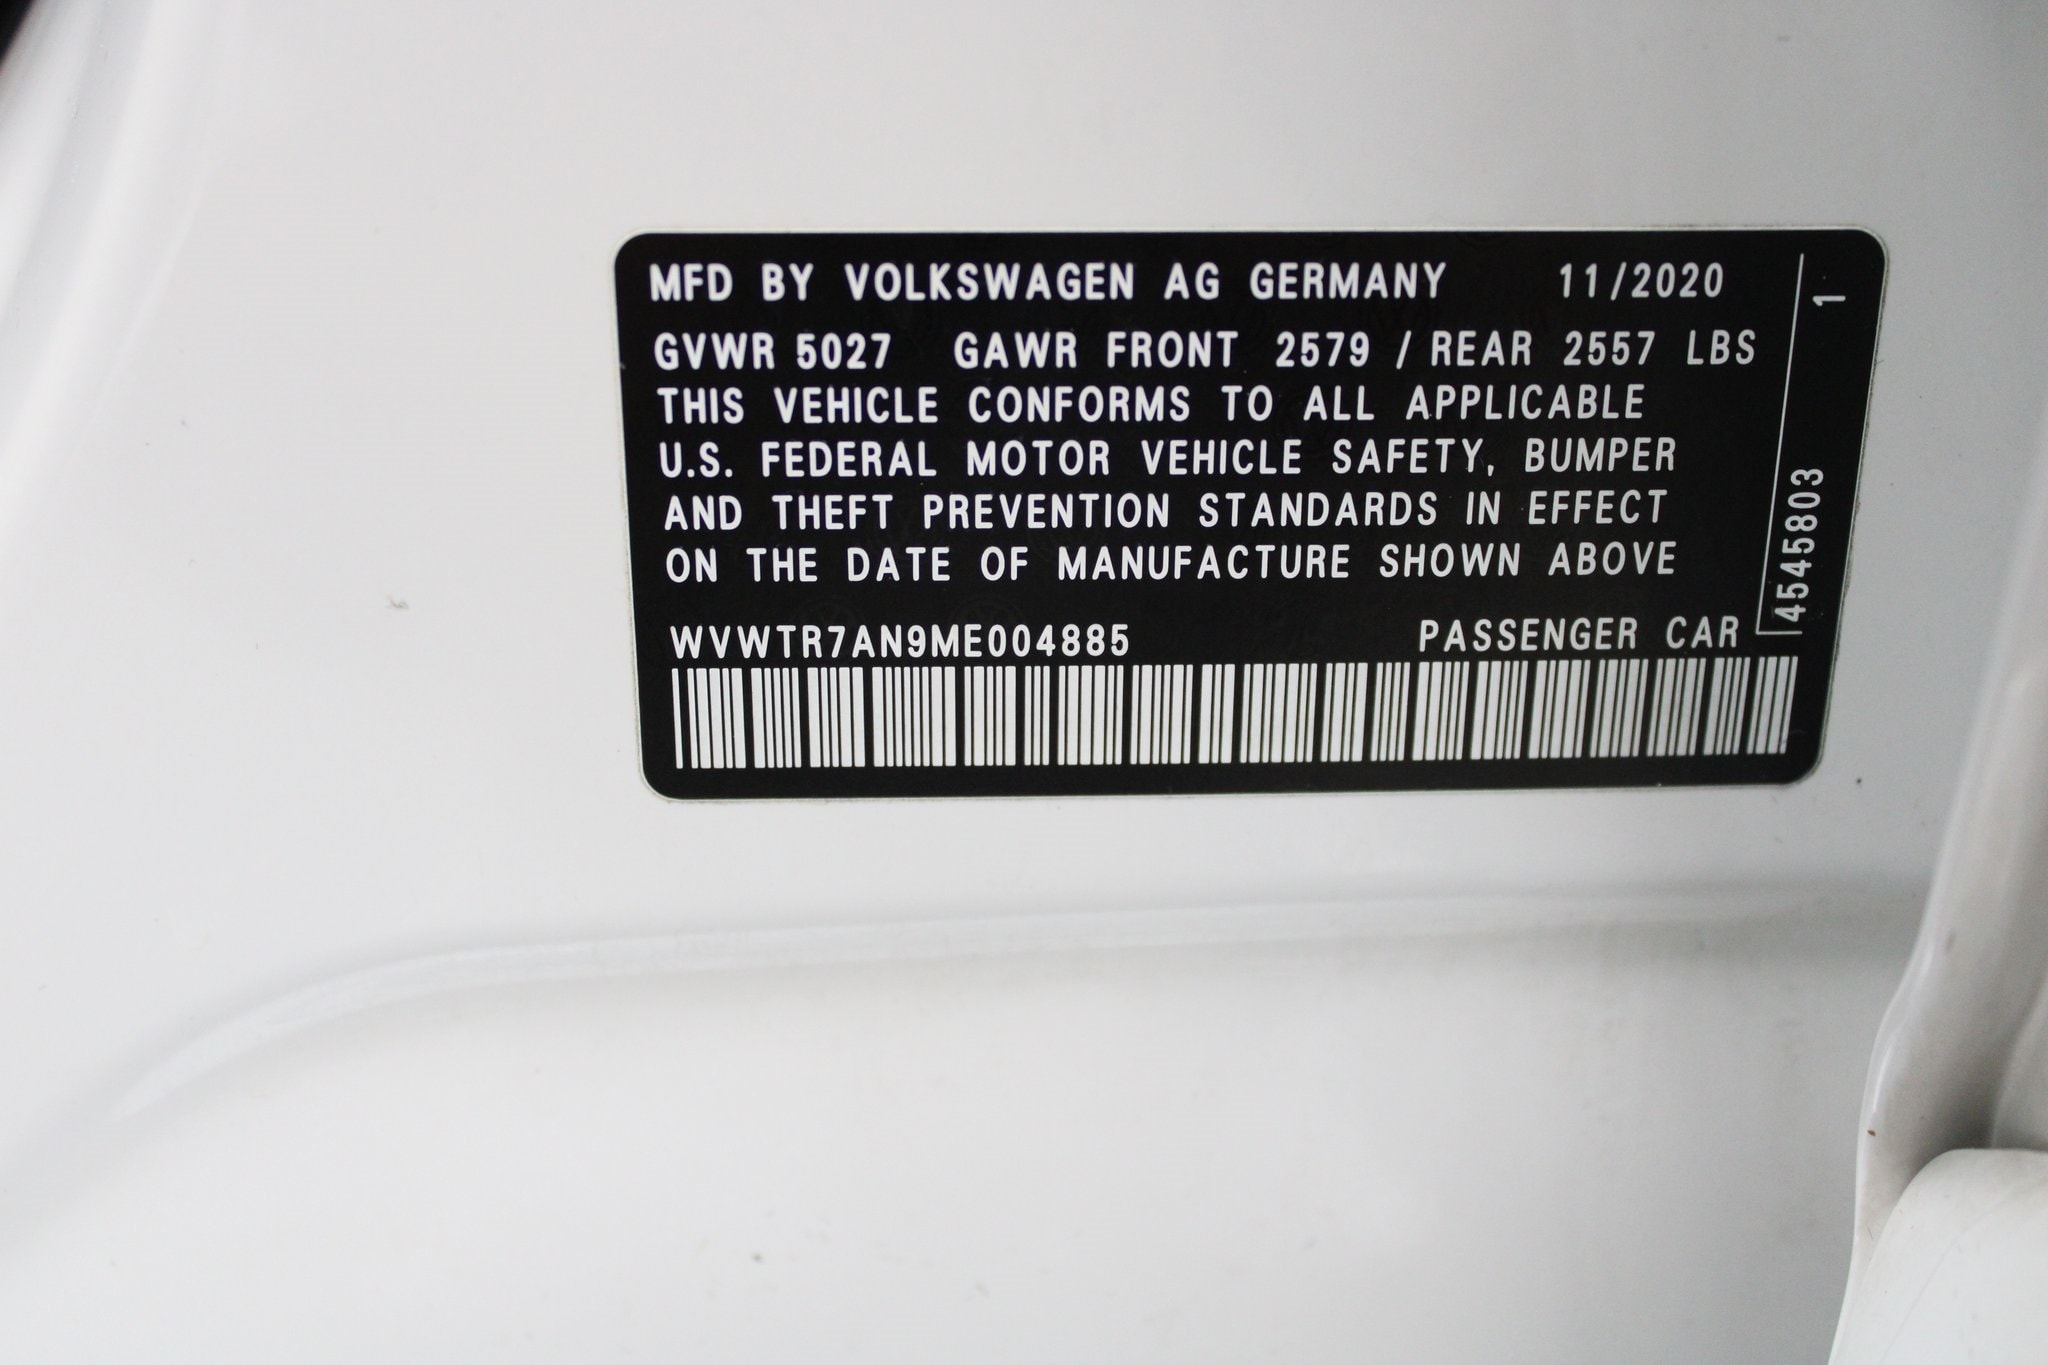 MFD BY VOLKSWAGEN AG GERMANY 11/2020
GVWR 5027 GAWR FRONT 2579 / REAR 2557 LBS
THIS VEHICLE CONFORMS TO ALL APPLICABLE
U.S. FEDERAL MOTOR VEHICLE SAFETY, BUMPER
AND THEFT PREVENTION STANDARDS IN EFFECT
ON THE DATE OF MANUFACTURE SHOWN ABOVE
WVWTR7AN9ME004885 PASSENGER CAR
4545803 1